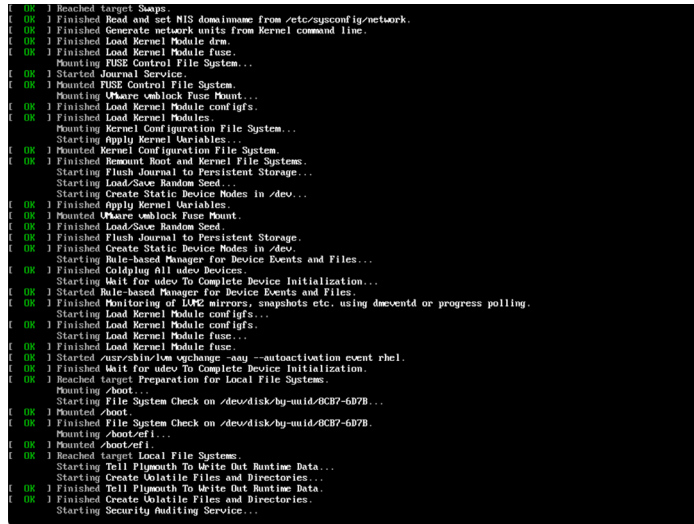 [  OK  ] Reached target Swaps.
[  OK  ] Finished Read and set NIS domainname from /etc/sysconfig/network.
[  OK  ] Finished Generate network units from Kernel command line.
[  OK  ] Finished Load Kernel Module drm.
[  OK  ] Finished Load Kernel Module fuse.
Mounting FUSE Control File System...
[  OK  ] Started Journal Service.
[  OK  ] Mounted FUSE Control File System.
Mounting VMware vmblock Fuse Mount...
[  OK  ] Finished Load Kernel Module configfs.
[  OK  ] Finished Load Kernel Modules.
Mounting Kernel Configuration File System...
Starting Apply Kernel Variables...
[  OK  ] Mounted Kernel Configuration File System.
[  OK  ] Finished Remount Root and Kernel File Systems.
Starting Flush Journal to Persistent Storage...
Starting Load/Save Random Seed...
Starting Create Static Device Nodes in /dev...
[  OK  ] Finished Apply Kernel Variables.
[  OK  ] Mounted VMware vmblock Fuse Mount.
[  OK  ] Finished Load/Save Random Seed.
[  OK  ] Finished Flush Journal to Persistent Storage.
[  OK  ] Finished Create Static Device Nodes in /dev.
Starting Rule-based Manager for Device Events and Files...
[  OK  ] Finished Coldplug All udev Devices.
Starting Wait for udev To Complete Device Initialization...
[  OK  ] Started Rule-based Manager for Device Events and Files.
[  OK  ] Finished Monitoring of LVM2 mirrors, snapshots etc. using dmeventd or progress polling.
Starting Load Kernel Module configfs...
[  OK  ] Finished Load Kernel Module configfs.
Starting Load Kernel Module fuse...
[  OK  ] Finished Load Kernel Module fuse.
[  OK  ] Started /usr/sbin/lvm vgchange -aay --autoactivation event rhel.
[  OK  ] Finished Wait for udev To Complete Device Initialization.
[  OK  ] Reached target Preparation for Local File Systems.
Mounting /boot...
Starting File System Check on /dev/disk/by-uuid/8CB7-6D7B...
[  OK  ] Mounted /boot.
[  OK  ] Finished File System Check on /dev/disk/by-uuid/8CB7-6D7B.
Mounting /boot/efi...
[  OK  ] Mounted /boot/efi.
[  OK  ] Reached target Local File Systems.
Starting Tell Plymouth To Write Out Runtime Data...
Starting Create Volatile Files and Directories...
[  OK  ] Finished Tell Plymouth To Write Out Runtime Data.
[  OK  ] Finished Create Volatile Files and Directories.
Starting Security Auditing Service...